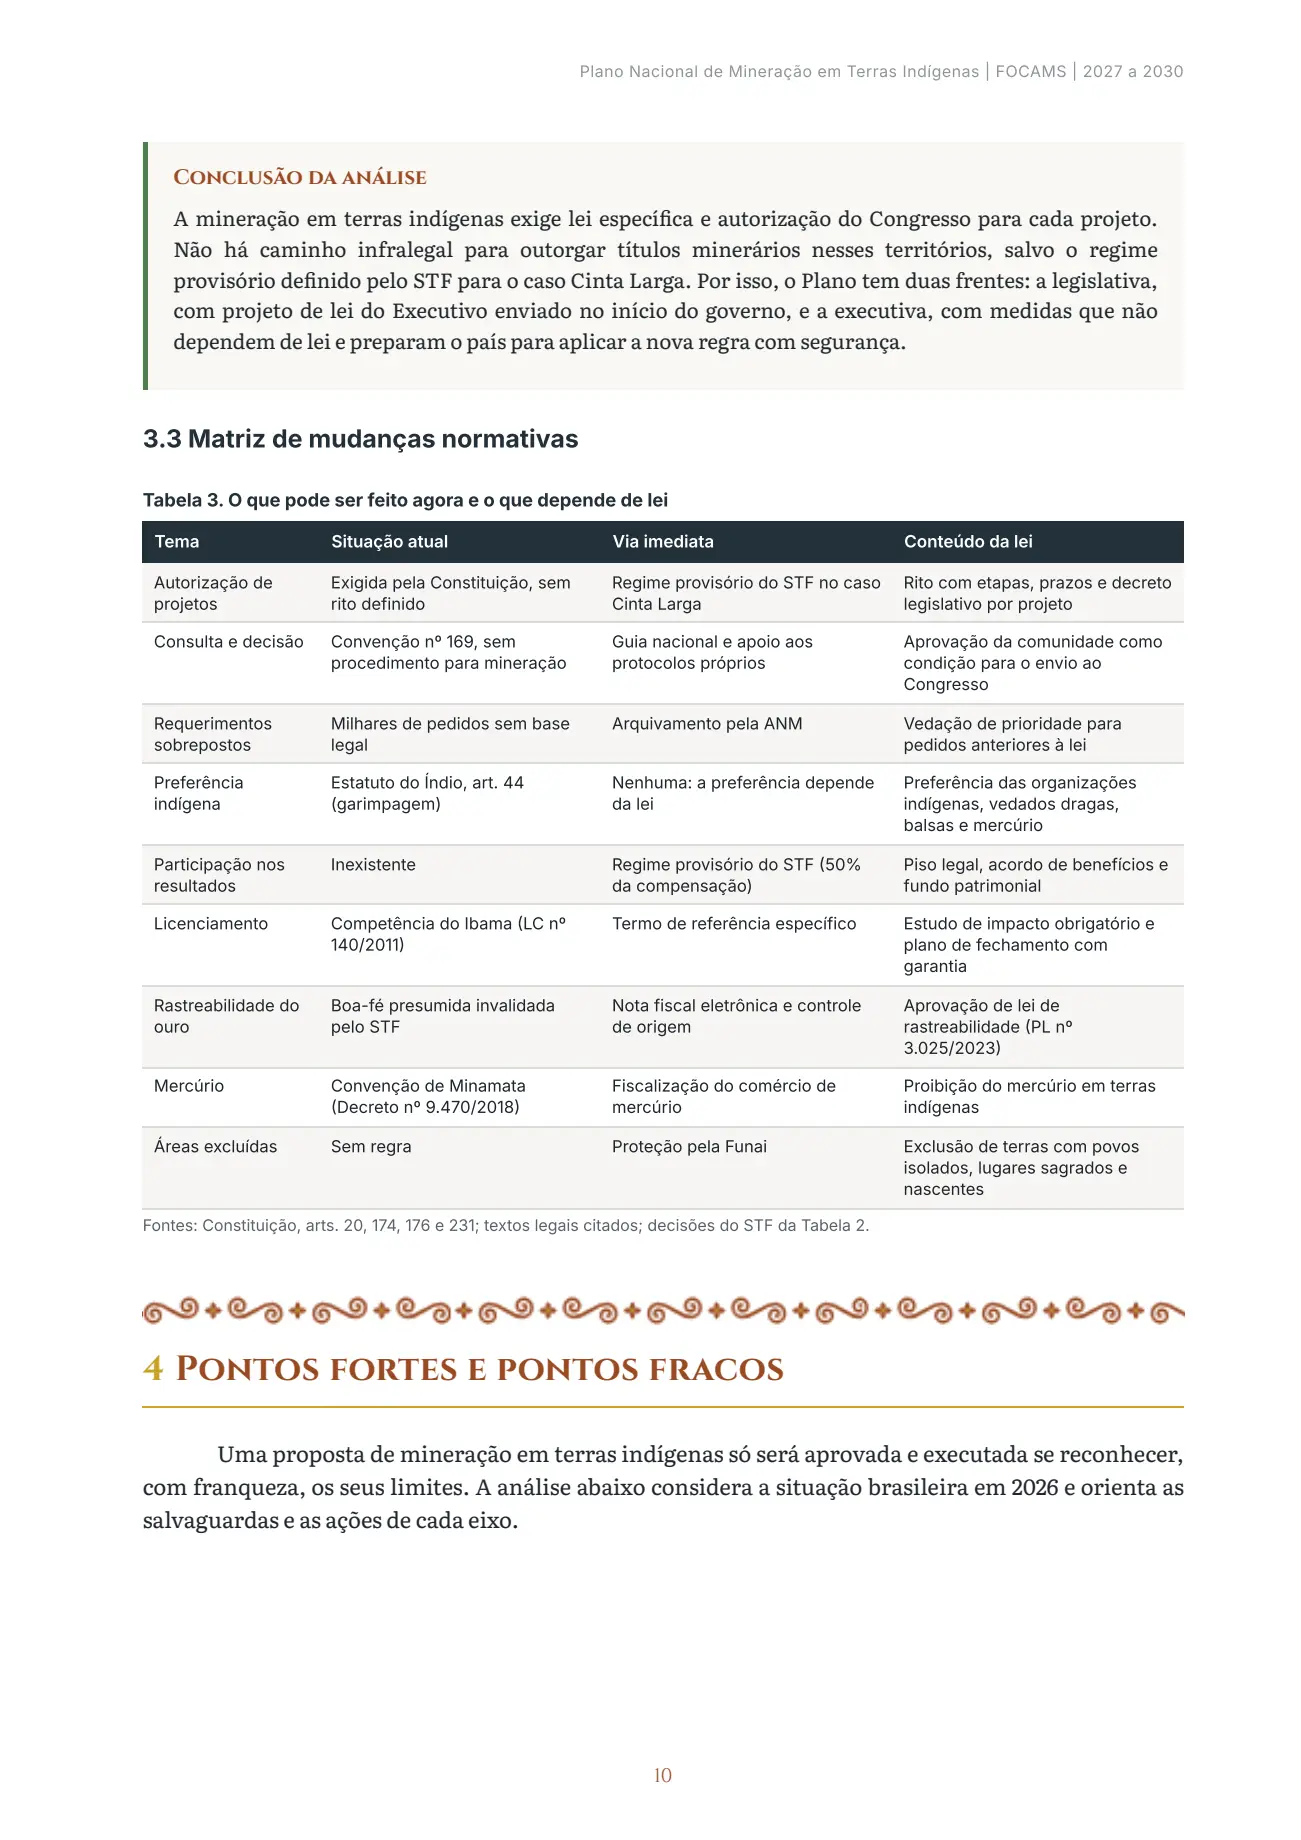 Plano Nacional de Mineração em Terras Indígenas | FOCAMS | 2027 a 2030
Conclusão da análise
A mineração em terras indígenas exige lei específica e autorização do Congresso para cada projeto.
Não há caminho infralegal para outorgar títulos minerários nesses territórios, salvo o regime
provisório definido pelo STF para o caso Cinta Larga. Por isso, o Plano tem duas frentes: a legislativa,
com projeto de lei do Executivo enviado no início do governo, e a executiva, com medidas que não
dependem de lei e preparam o país para aplicar a nova regra com segurança.
3.3 Matriz de mudanças normativas
Tabela 3. O que pode ser feito agora e o que depende de lei
Tema Situação atual Via imediata Conteúdo da lei
Autorização de Exigida pela Constituição, sem Regime provisório do STF no caso Rito com etapas, prazos e decreto
projetos rito definido Cinta Larga legislativo por projeto
Consulta e decisão Convenção nº 169, sem Guia nacional e apoio aos Aprovação da comunidade como
procedimento para mineração protocolos próprios condição para o envio ao
Congresso
Requerimentos Milhares de pedidos sem base Arquivamento pela ANM Vedação de prioridade para
sobrepostos legal pedidos anteriores à lei
Preferência Estatuto do Índio, art. 44 Nenhuma: a preferência depende Preferência das organizações
indígena (garimpagem) da lei indígenas, vedados dragas,
balsas e mercúrio
Participação nos Inexistente Regime provisório do STF (50% Piso legal, acordo de benefícios e
resultados da compensação) fundo patrimonial
Licenciamento Competência do Ibama (LC nº Termo de referência específico Estudo de impacto obrigatório e
140/2011) plano de fechamento com
garantia
Rastreabilidade do Boa-fé presumida invalidada Nota fiscal eletrônica e controle Aprovação de lei de
ouro pelo STF de origem rastreabilidade (PL nº
3.025/2023)
Mercúrio Convenção de Minamata Fiscalização do comércio de Proibição do mercúrio em terras
(Decreto nº 9.470/2018) mercúrio indígenas
Áreas excluídas Sem regra Proteção pela Funai Exclusão de terras com povos
isolados, lugares sagrados e
nascentes
Fontes: Constituição, arts. 20, 174, 176 e 231; textos legais citados; decisões do STF da Tabela 2.
4 Pontos fortes e pontos fracos
Uma proposta de mineração em terras indígenas só será aprovada e executada se reconhecer,
com franqueza, os seus limites. A análise abaixo considera a situação brasileira em 2026 e orienta as
salvaguardas e as ações de cada eixo.
10